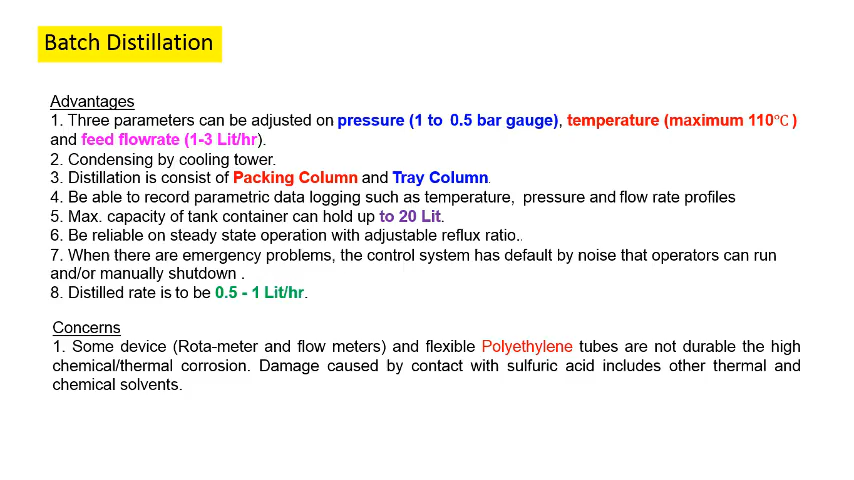 Batch Distillation
Advantages
1. Three parameters can be adjusted on pressure (1 to 0.5 bar gauge), temperature (maximum 110℃ )
and feed flowrate (1-3 Lit/hr).
2. Condensing by cooling tower.
3. Distillation is consist of Packing Column and Tray Column.
4. Be able to record parametric data logging such as temperature, pressure and flow rate profiles
5. Max. capacity of tank container can hold up to 20 Lit.
6. Be reliable on steady state operation with adjustable reflux ratio..
7. When there are emergency problems, the control system has default by noise that operators can run
and/or manually shutdown .
8. Distilled rate is to be 0.5 - 1 Lit/hr.
Concerns
1. Some device (Rota-meter and flow meters) and flexible Polyethylene tubes are not durable the high
chemical/thermal corrosion. Damage caused by contact with sulfuric acid includes other thermal and
chemical solvents.